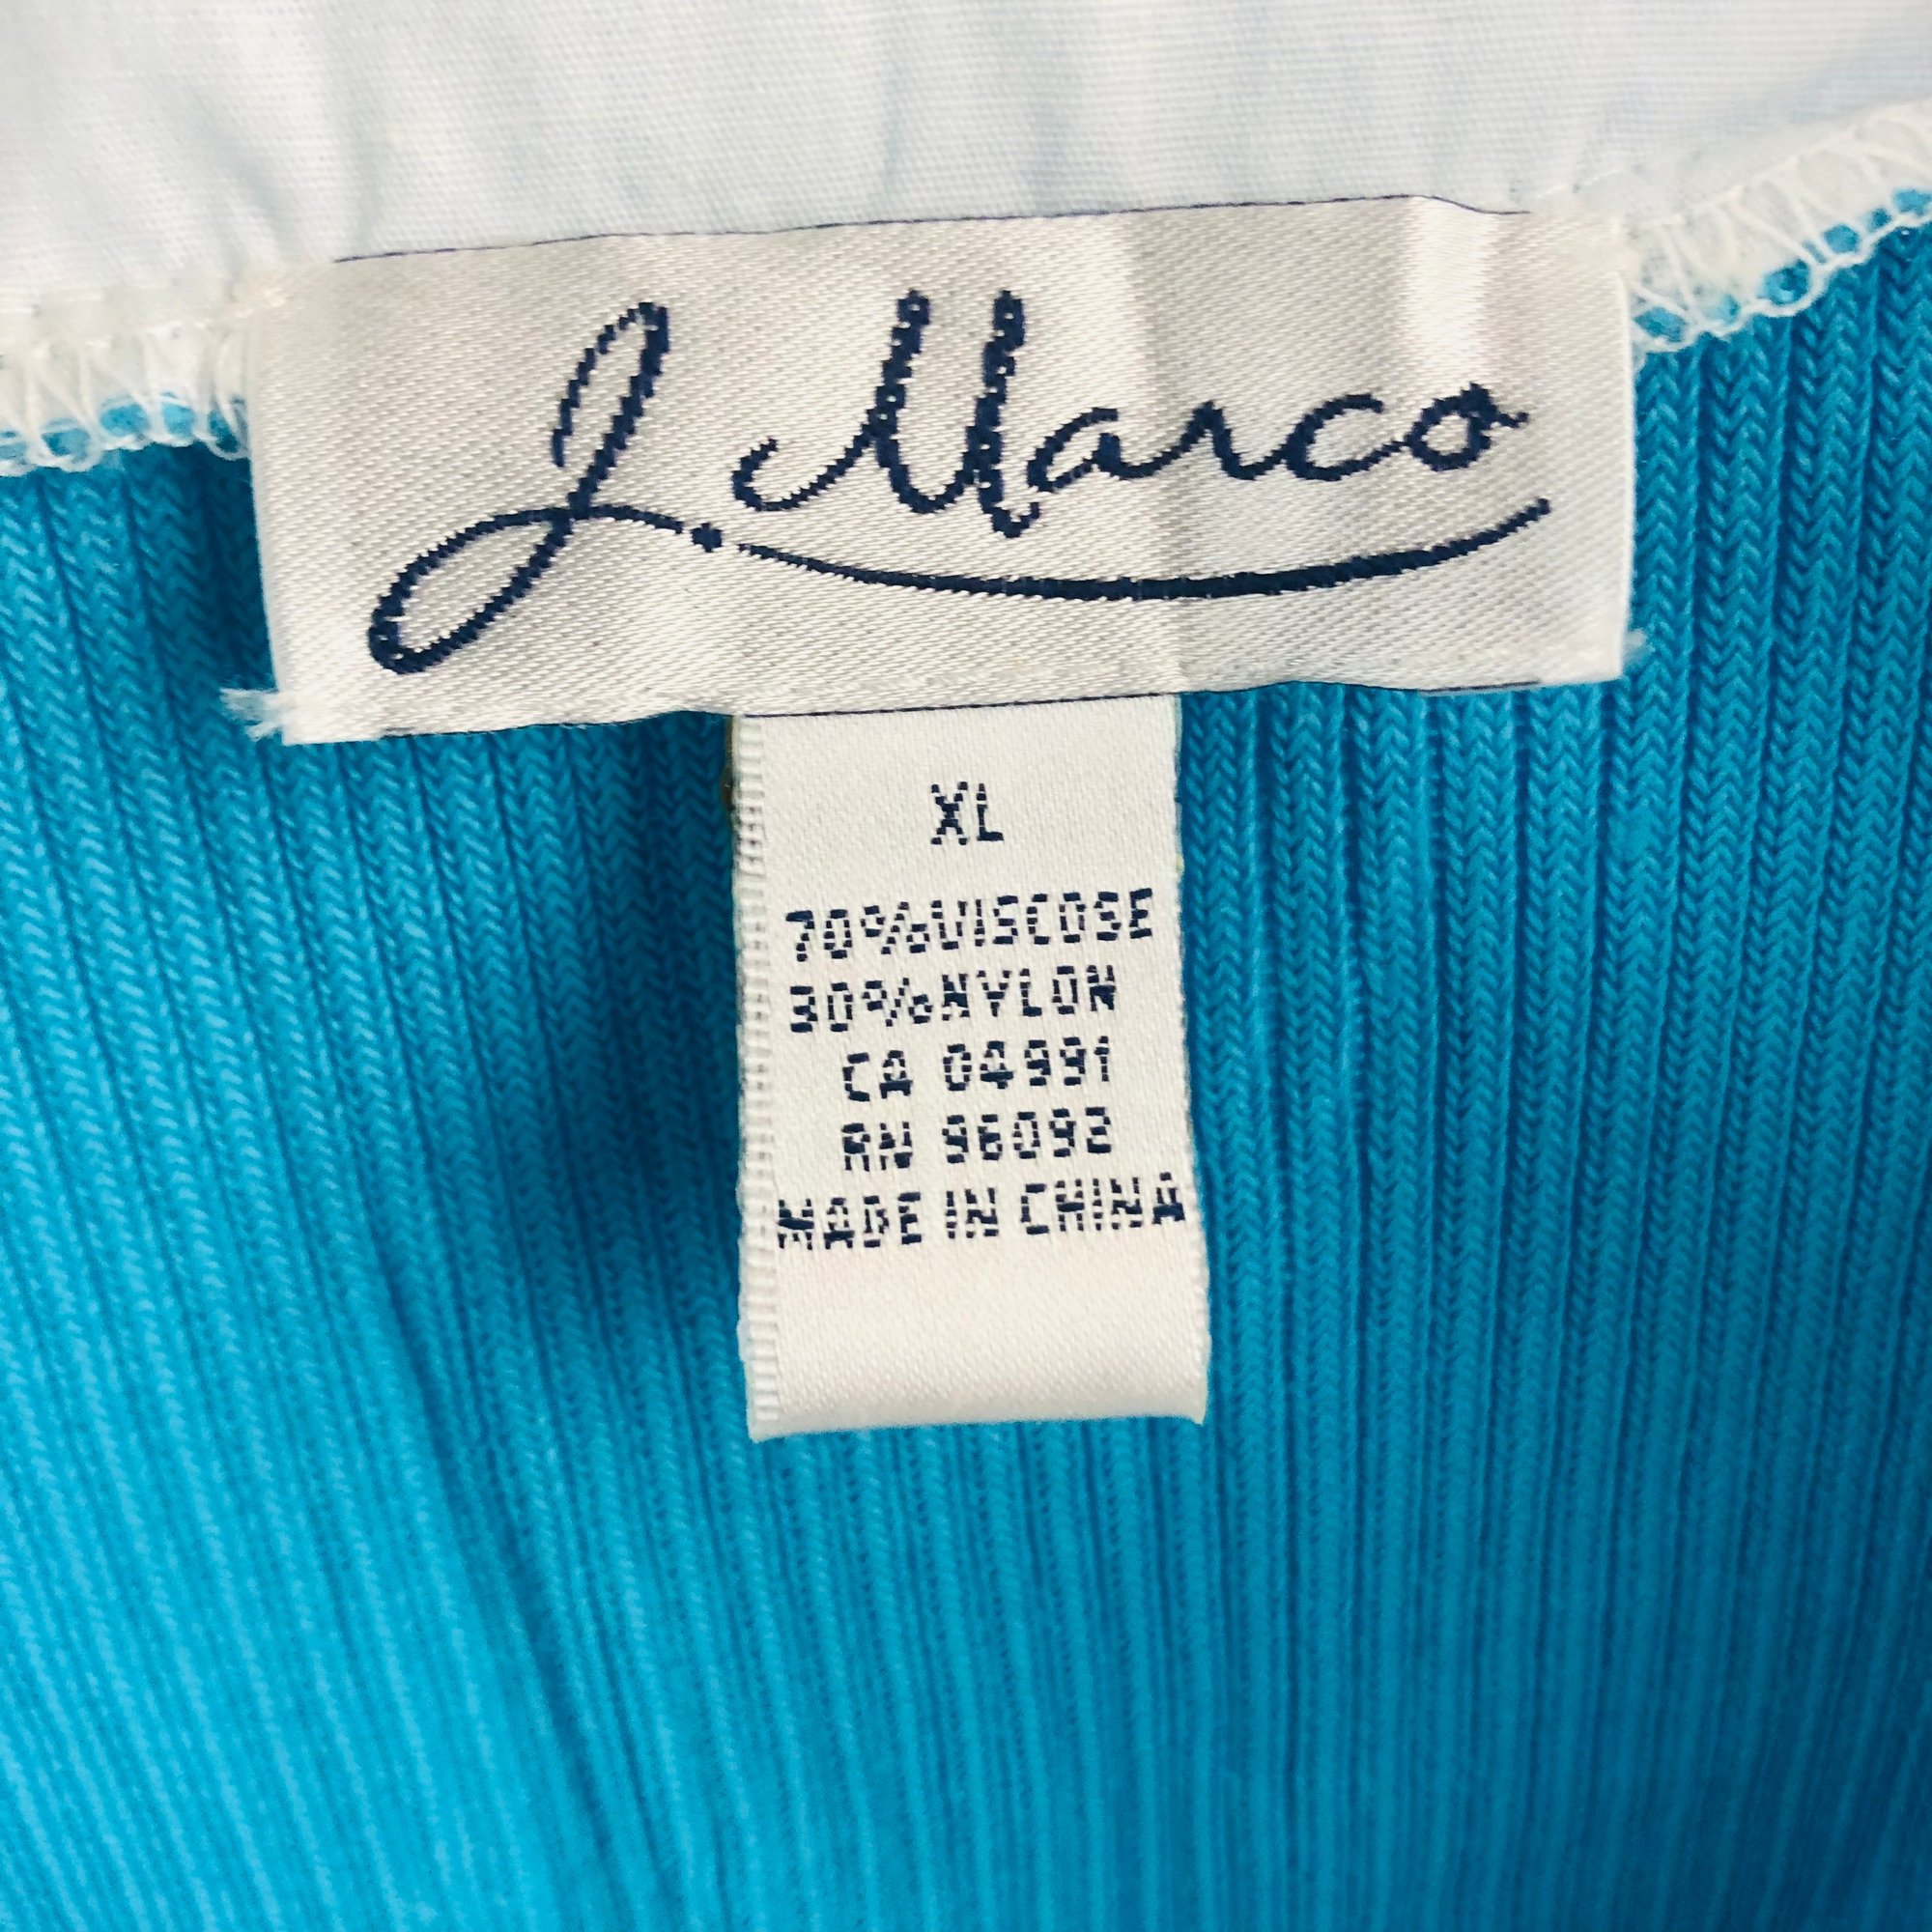 J. Marco
XL
70%VISCOSE
30%NYLON
CA 04991
RN 96092
MADE IN CHINA